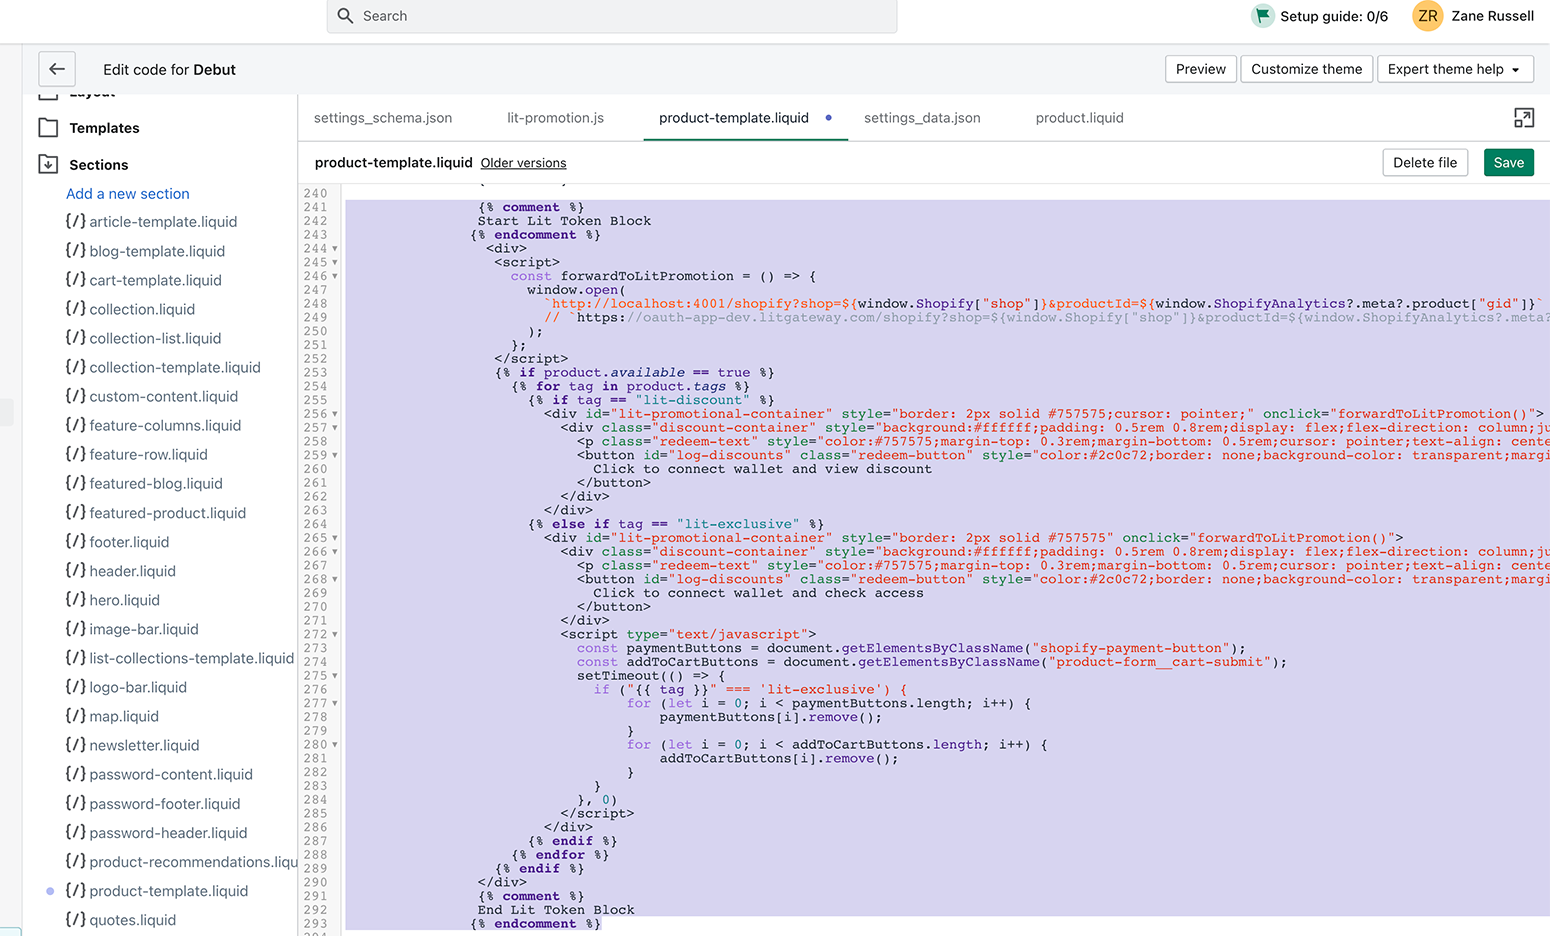 Search
Setup guide: 0/6
ZR
Zane Russell
Edit code for Debut
Preview
Customize theme
Expert theme help
Layout
Templates
Sections
Add a new section
{/} article-template.liquid
{/} blog-template.liquid
{/} cart-template.liquid
{/} collection.liquid
{/} collection-list.liquid
{/} collection-template.liquid
{/} custom-content.liquid
{/} feature-columns.liquid
{/} feature-row.liquid
{/} featured-blog.liquid
{/} featured-product.liquid
{/} footer.liquid
{/} header.liquid
{/} hero.liquid
{/} image-bar.liquid
{/} list-collections-template.liquid
{/} logo-bar.liquid
{/} map.liquid
{/} newsletter.liquid
{/} password-content.liquid
{/} password-footer.liquid
{/} password-header.liquid
{/} product-recommendations.liqu
{/} product-template.liquid
{/} quotes.liquid
settings_schema.json
lit-promotion.js
product-template.liquid
settings_data.json
product.liquid
product-template.liquid Older versions
Delete file
Save
240
241 {% comment %}
242 Start Lit Token Block
243 {% endcomment %}
244 <div>
245 <script>
246 const forwardToLitPromotion = () => {
247 window.open(
248 `http://localhost:4001/shopify?shop=${window.Shopify["shop"]}&productId=${window.ShopifyAnalytics?.meta?.product["gid"]}`
249 // `https://oauth-app-dev.litgateway.com/shopify?shop=${window.Shopify["shop"]}&productId=${window.ShopifyAnalytics?.meta?
250 );
251 };
252 </script>
253 {% if product.available == true %}
254 {% for tag in product.tags %}
255 {% if tag == "lit-discount" %}
256 <div id="lit-promotional-container" style="border: 2px solid #757575;cursor: pointer;" onclick="forwardToLitPromotion()">
257 <div class="discount-container" style="background:#ffffff;padding: 0.5rem 0.8rem;display: flex;flex-direction: column;ju
258 <p class="redeem-text" style="color:#757575;margin-top: 0.3rem;margin-bottom: 0.5rem;cursor: pointer;text-align: cente
259 <button id="log-discounts" class="redeem-button" style="color:#2c0c72;border: none;background-color: transparent;margi
260 Click to connect wallet and view discount
261 </button>
262 </div>
263 </div>
264 {% else if tag == "lit-exclusive" %}
265 <div id="lit-promotional-container" style="border: 2px solid #757575" onclick="forwardToLitPromotion()">
266 <div class="discount-container" style="background:#ffffff;padding: 0.5rem 0.8rem;display: flex;flex-direction: column;ju
267 <p class="redeem-text" style="color:#757575;margin-top: 0.3rem;margin-bottom: 0.5rem;cursor: pointer;text-align: cente
268 <button id="log-discounts" class="redeem-button" style="color:#2c0c72;border: none;background-color: transparent;margi
269 Click to connect wallet and check access
270 </button>
271 </div>
272 <script type="text/javascript">
273 const paymentButtons = document.getElementsByClassName("shopify-payment-button");
274 const addToCartButtons = document.getElementsByClassName("product-form__cart-submit");
275 setTimeout(() => {
276 if ("{{ tag }}" === 'lit-exclusive') {
277 for (let i = 0; i < paymentButtons.length; i++) {
278 paymentButtons[i].remove();
279 }
280 for (let i = 0; i < addToCartButtons.length; i++) {
281 addToCartButtons[i].remove();
282 }
283 }
284 }, 0)
285 </script>
286 </div>
287 {% endif %}
288 {% endfor %}
289 {% endif %}
290 </div>
291 {% comment %}
292 End Lit Token Block
293 {% endcomment %}